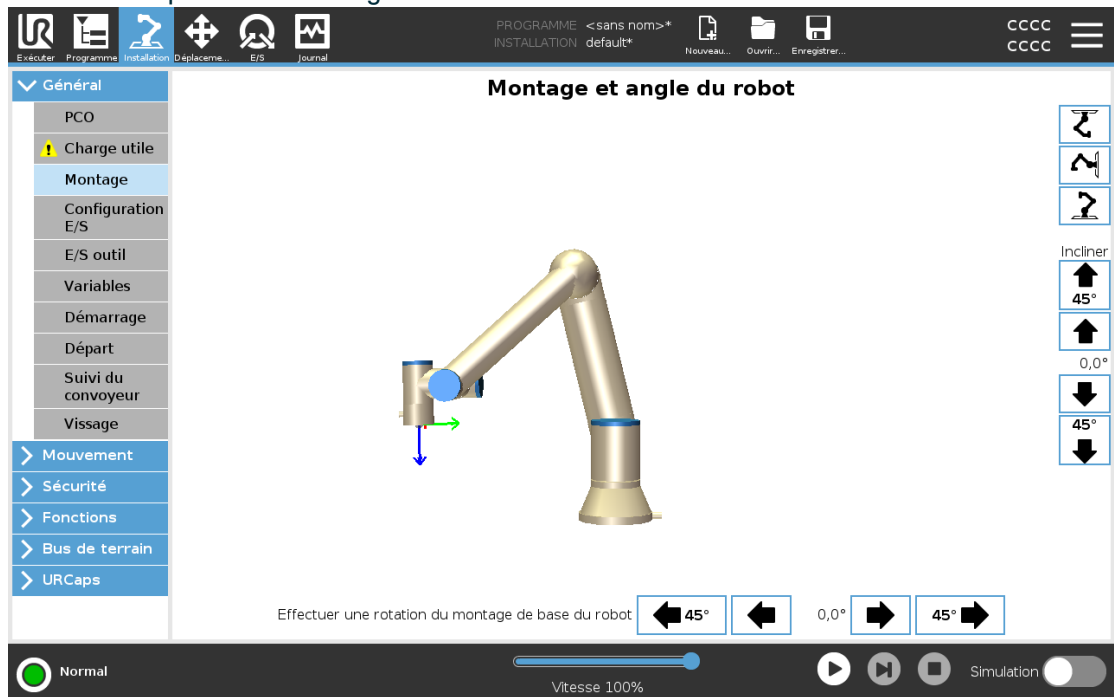 PROGRAMME <sans nom>*
INSTALLATION default*
UR
Exécuter
Programme
Installation
Déplaceme...
E/S
Journal
Nouveau...
Ouvrir...
Enregistrer...
CCCC
CCCC
Général
PCO
Charge utile
Montage
Configuration
E/S
E/S outil
Variables
Démarrage
Départ
Suivi du
convoyeur
Vissage
Mouvement
Sécurité
Fonctions
Bus de terrain
URCaps
Montage et angle du robot
Incliner
45°
0,0°
45°
Effectuer une rotation du montage de base du robot 45° 0,0° 45°
Normal
Vitesse 100%
Simulation